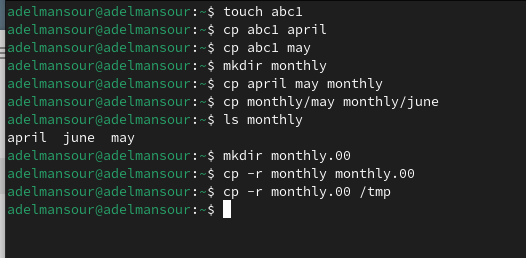 adelmansour@adelmansour:~$ touch abc1
adelmansour@adelmansour:~$ cp abc1 april
adelmansour@adelmansour:~$ cp abc1 may
adelmansour@adelmansour:~$ mkdir monthly
adelmansour@adelmansour:~$ cp april may monthly
adelmansour@adelmansour:~$ cp monthly/may monthly/june
adelmansour@adelmansour:~$ ls monthly
april  june  may
adelmansour@adelmansour:~$ mkdir monthly.00
adelmansour@adelmansour:~$ cp -r monthly monthly.00
adelmansour@adelmansour:~$ cp -r monthly.00 /tmp
adelmansour@adelmansour:~$